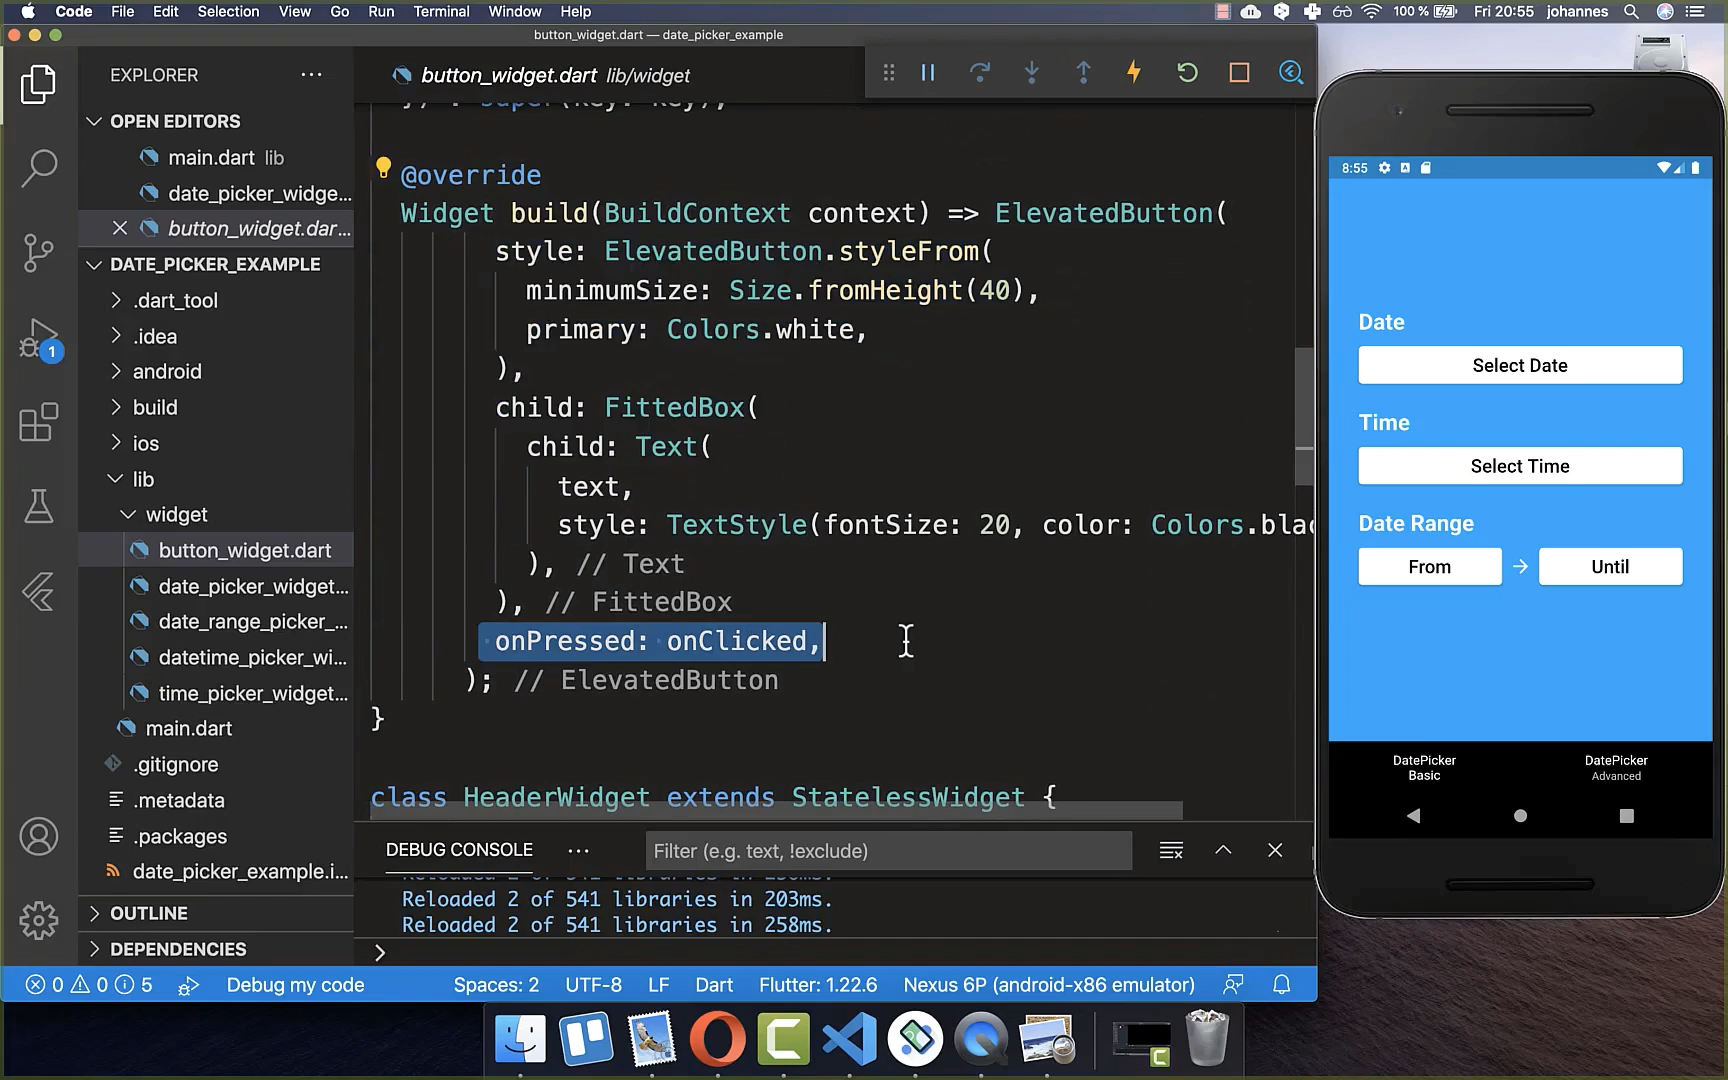 Code File Edit Selection View Go Run Terminal Window Help
100 % Fri 20:55 johannes
button_widget.dart — date_picker_example
EXPLORER
OPEN EDITORS
main.dart lib
date_picker_widge...
button_widget.dar...
DATE_PICKER_EXAMPLE
.dart_tool
.idea
android
build
ios
lib
widget
button_widget.dart
date_picker_widget...
date_range_picker_...
datetime_picker_wi...
time_picker_widget...
main.dart
.gitignore
.metadata
.packages
date_picker_example.i...
OUTLINE
DEPENDENCIES
1
button_widget.dart lib/widget
}) : super(key: key);
@override
Widget build(BuildContext context) => ElevatedButton(
style: ElevatedButton.styleFrom(
minimumSize: Size.fromHeight(40),
primary: Colors.white,
),
child: FittedBox(
child: Text(
text,
style: TextStyle(fontSize: 20, color: Colors.blac
), // Text
), // FittedBox
onPressed: onClicked,
); // ElevatedButton
}
class HeaderWidget extends StatelessWidget {
DEBUG CONSOLE
Filter (e.g. text, !exclude)
Reloaded 2 of 541 libraries in 203ms.
Reloaded 2 of 541 libraries in 258ms.
0 0 5 Debug my code Spaces: 2 UTF-8 LF Dart Flutter: 1.22.6 Nexus 6P (android-x86 emulator)
8:55
Date
Select Date
Time
Select Time
Date Range
From → Until
DatePicker
Basic
DatePicker
Advanced